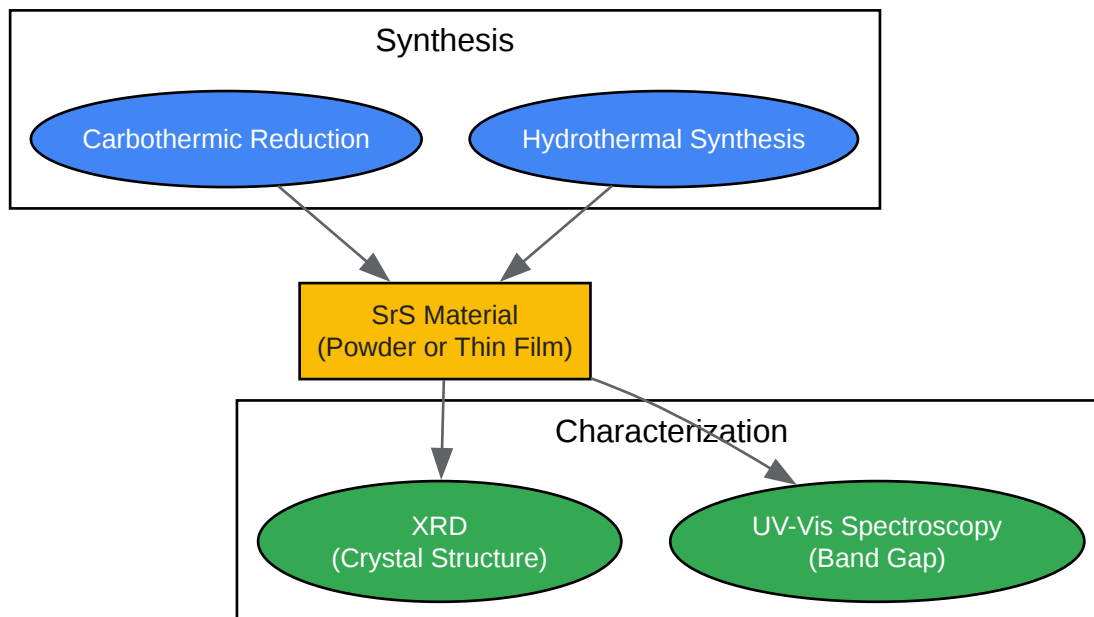 Synthesis
Carbothermic Reduction
Hydrothermal Synthesis
SrS Material
(Powder or Thin Film)
Characterization
XRD
(Crystal Structure)
UV-Vis Spectroscopy
(Band Gap)